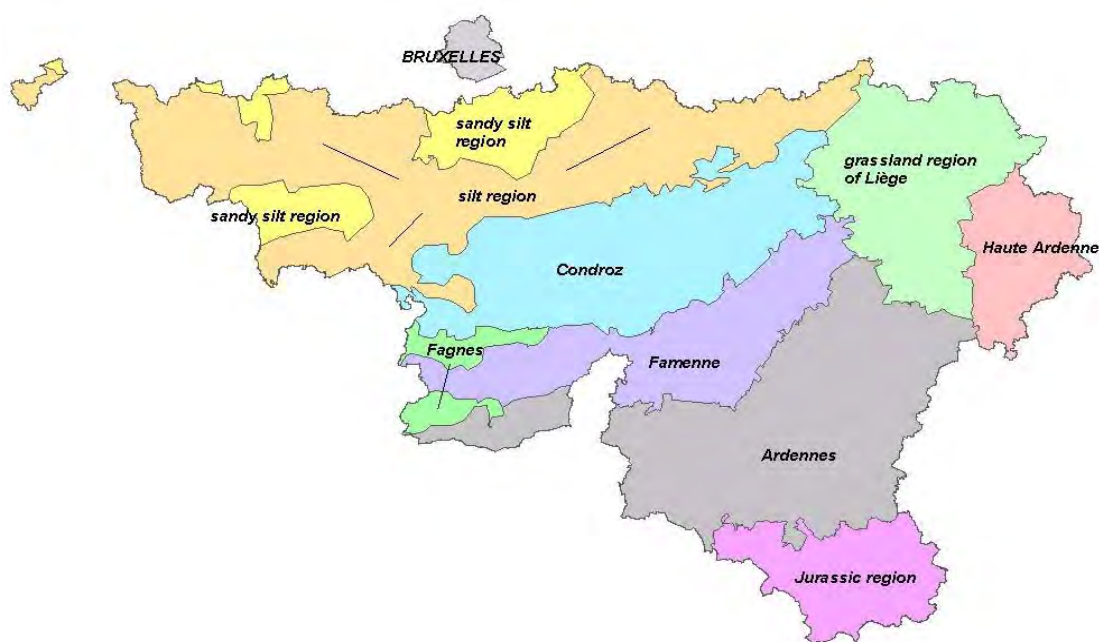 BRUXELLES
sandy silt
region
grassland region
of Liège
silt region
sandy silt region
Haute Ardenne
Condroz
Fagnes
Famenne
Ardennes
Jurassic region